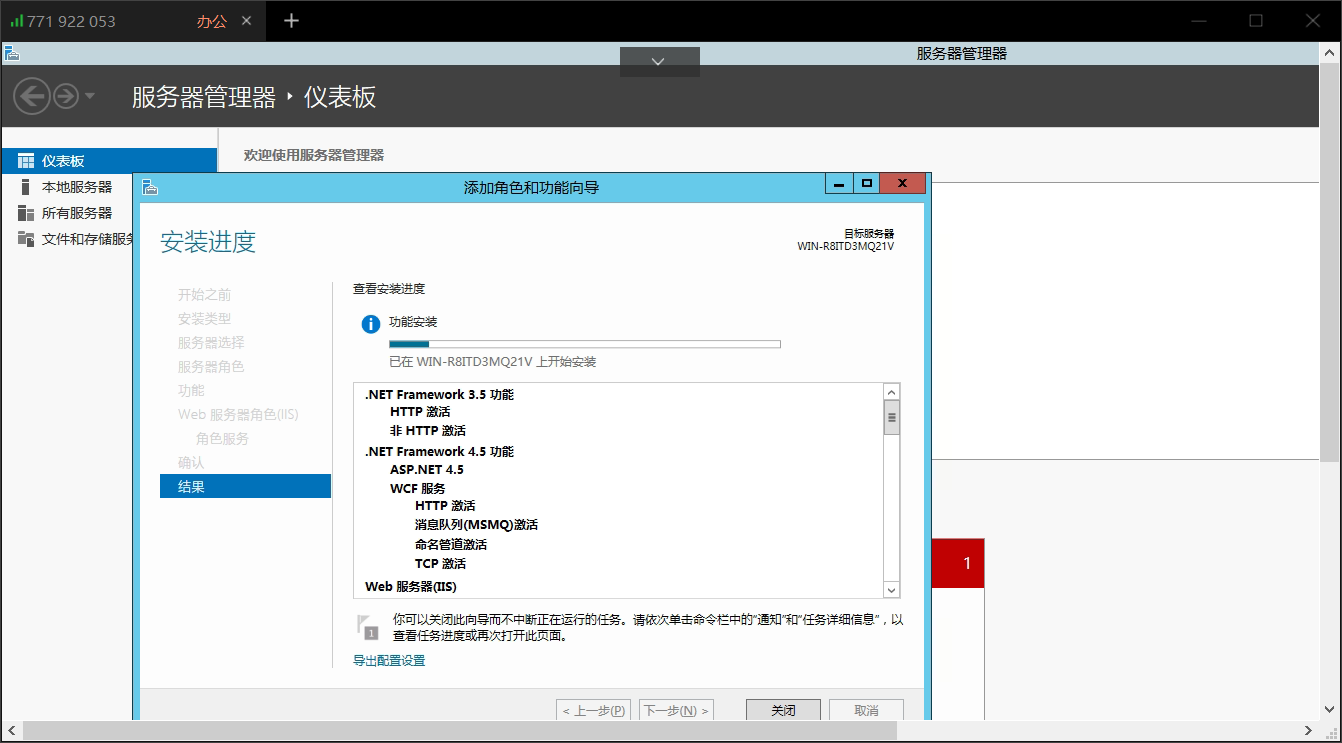 771 922 053
办公
服务器管理器
服务器管理器 · 仪表板
仪表板
本地服务器
所有服务器
文件和存储服务
欢迎使用服务器管理器
添加角色和功能向导
安装进度
目标服务器
WIN-R8ITD3MQ21V
开始之前
安装类型
服务器选择
服务器角色
功能
Web 服务器角色(IIS)
角色服务
确认
结果
查看安装进度
功能安装
已在 WIN-R8ITD3MQ21V 上开始安装
.NET Framework 3.5 功能
HTTP 激活
非 HTTP 激活
.NET Framework 4.5 功能
ASP.NET 4.5
WCF 服务
HTTP 激活
消息队列(MSMQ)激活
命名管道激活
TCP 激活
Web 服务器(IIS)
1
你可以关闭此向导而不中断正在运行的任务。请依次单击命令栏中的"通知"和"任务详细信息"，以
查看任务进度或再次打开此页面。
导出配置设置
< 上一步(P)
下一步(N) >
关闭
取消
1